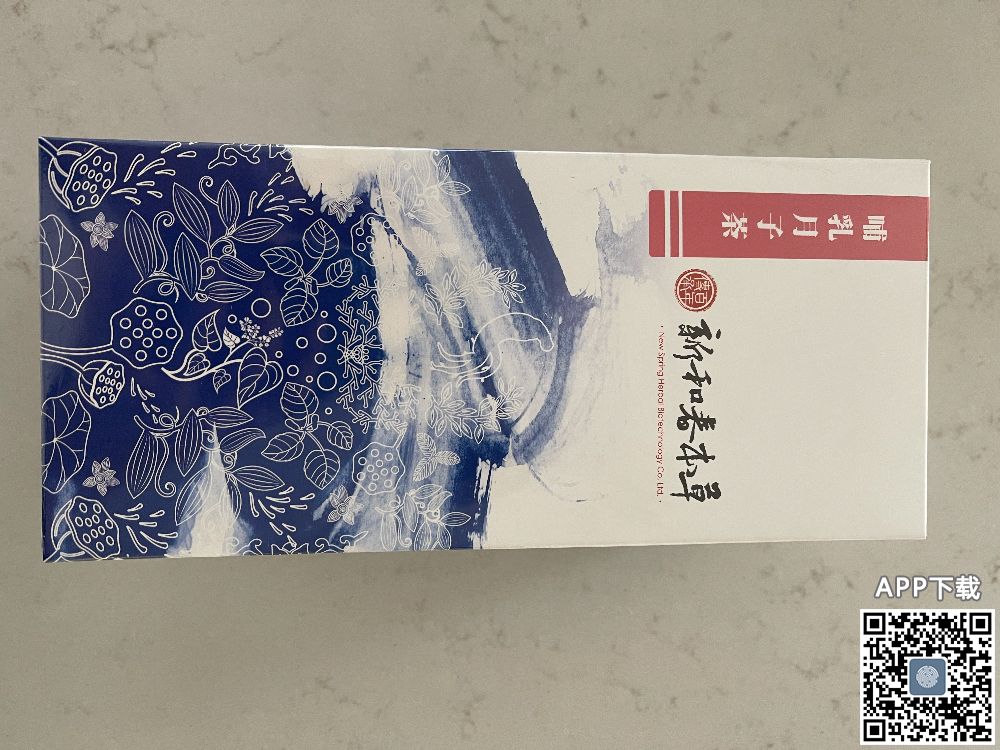 哺乳月子茶
新和春本草
· New Spring Herbal Biotechnology Co., Ltd. ·
APP下载